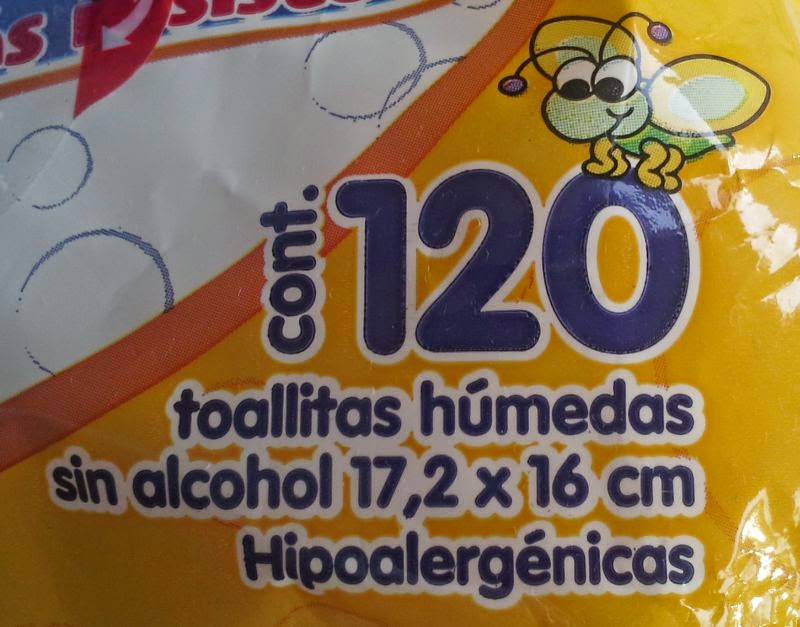 cont. 120
toallitas húmedas
sin alcohol 17,2 x 16 cm
Hipoalergénicas